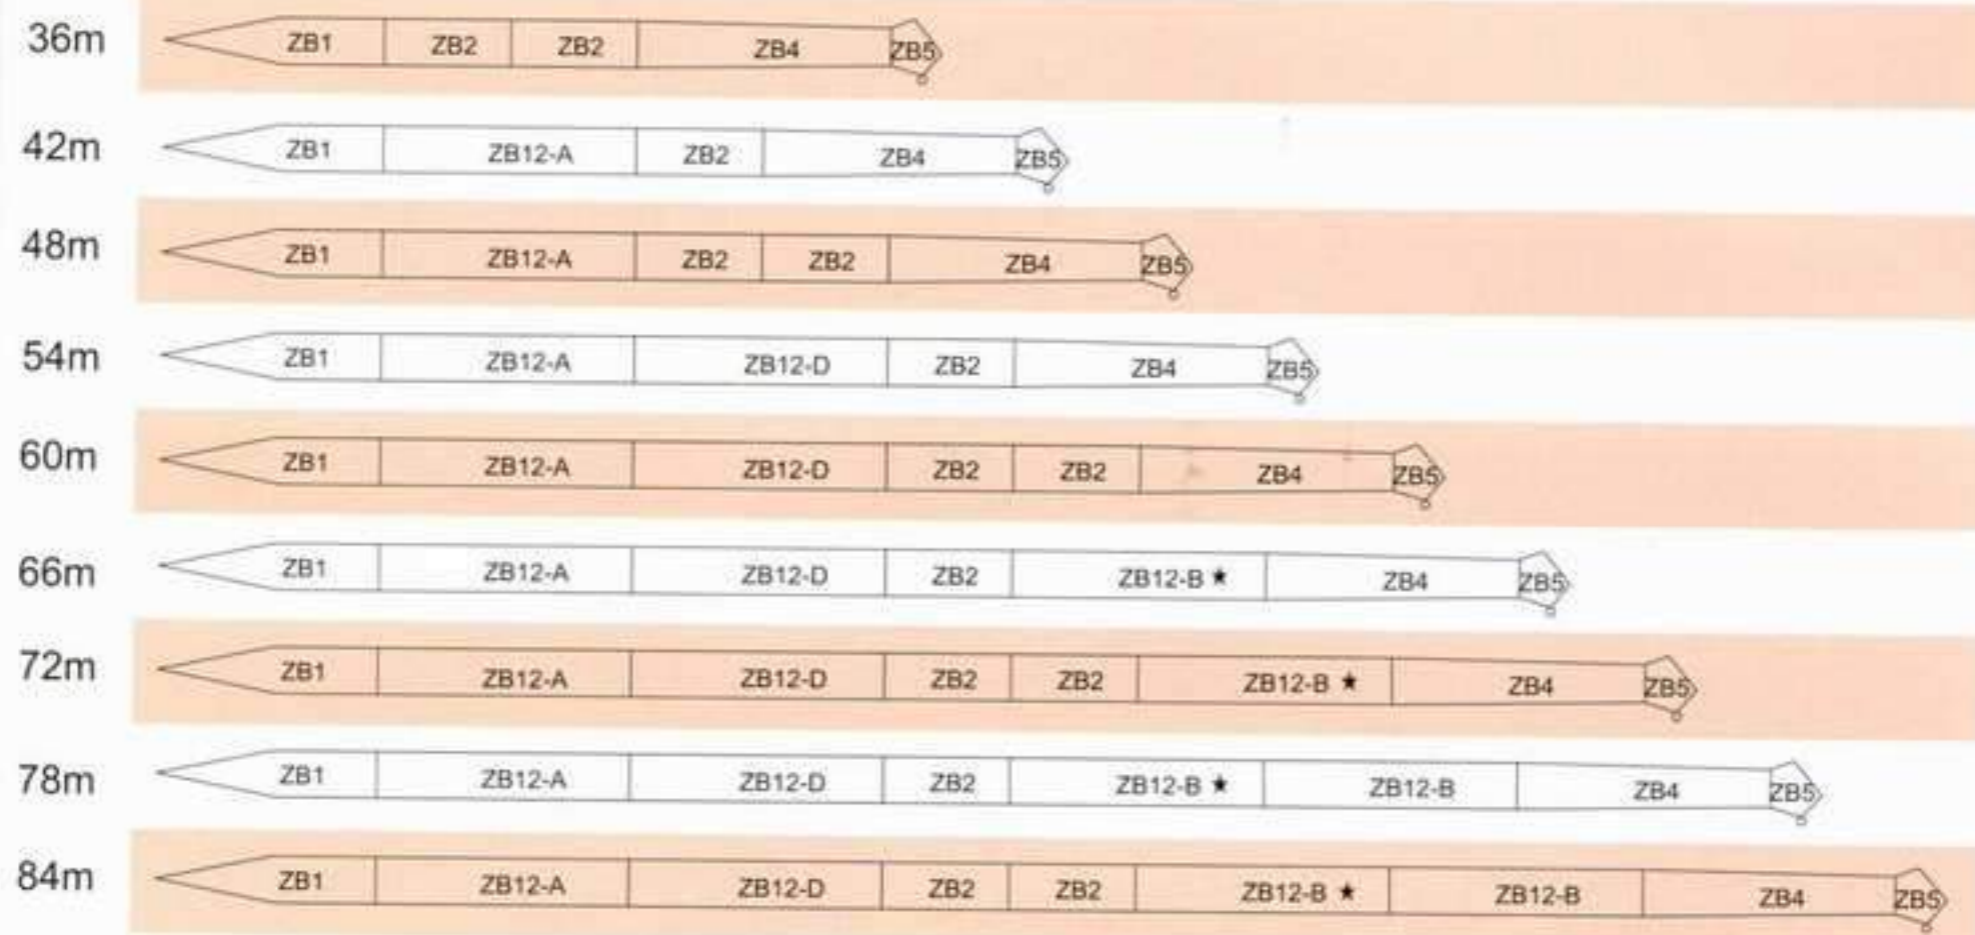 36m ZB1 ZB2 ZB2 ZB4 ZB5
42m ZB1 ZB12-A ZB2 ZB4 ZB5
48m ZB1 ZB12-A ZB2 ZB2 ZB4 ZB5
54m ZB1 ZB12-A ZB12-D ZB2 ZB4 ZB5
60m ZB1 ZB12-A ZB12-D ZB2 ZB2 ZB4 ZB5
66m ZB1 ZB12-A ZB12-D ZB2 ZB12-B ★ ZB4 ZB5
72m ZB1 ZB12-A ZB12-D ZB2 ZB2 ZB12-B ★ ZB4 ZB5
78m ZB1 ZB12-A ZB12-D ZB2 ZB12-B ★ ZB12-B ZB4 ZB5
84m ZB1 ZB12-A ZB12-D ZB2 ZB2 ZB12-B ★ ZB12-B ZB4 ZB5